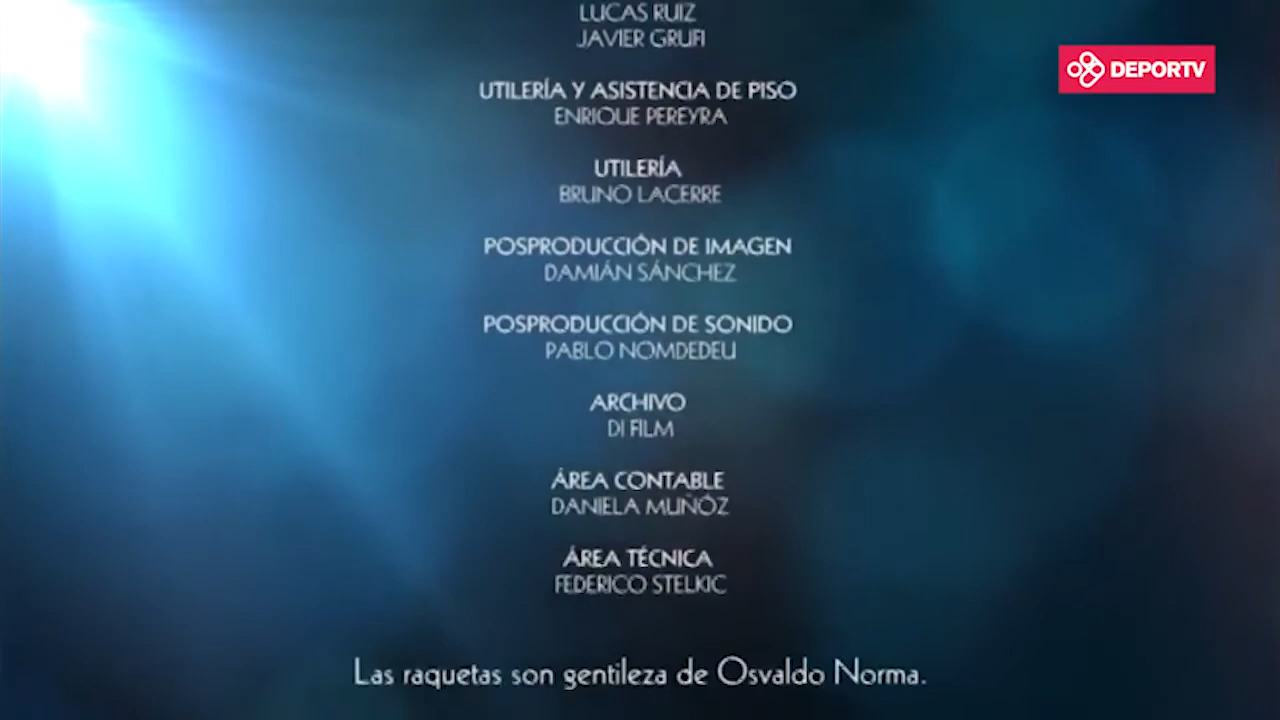 LUCAS RUIZ
JAVIER GRUFI
DEPORTV
UTILERÍA Y ASISTENCIA DE PISO
ENRIQUE PEREYRA
UTILERÍA
BRUNO LACERRE
POSPRODUCCIÓN DE IMAGEN
DAMIÁN SÁNCHEZ
POSPRODUCCIÓN DE SONIDO
PABLO NOMDEDEU
ARCHIVO
DI FILM
ÁREA CONTABLE
DANIELA MUÑÓZ
ÁREA TÉCNICA
FEDERICO STELKIC
Las raquetas son gentileza de Osvaldo Norma.